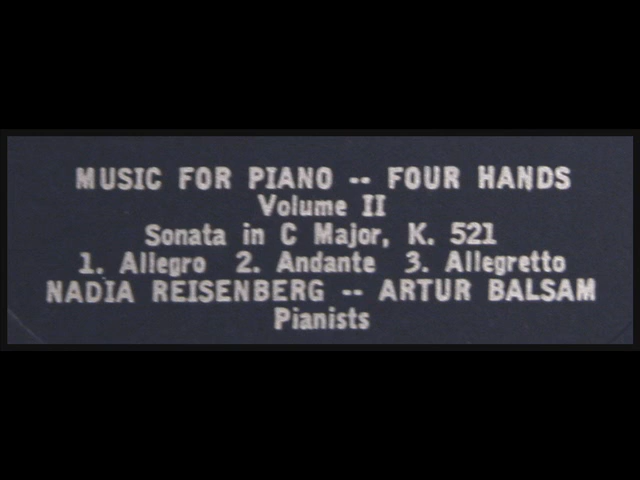 MUSIC FOR PIANO -- FOUR HANDS
Volume II
Sonata in C Major, K. 521
1. Allegro 2. Andante 3. Allegretto
NADIA REISENBERG -- ARTUR BALSAM
Pianists